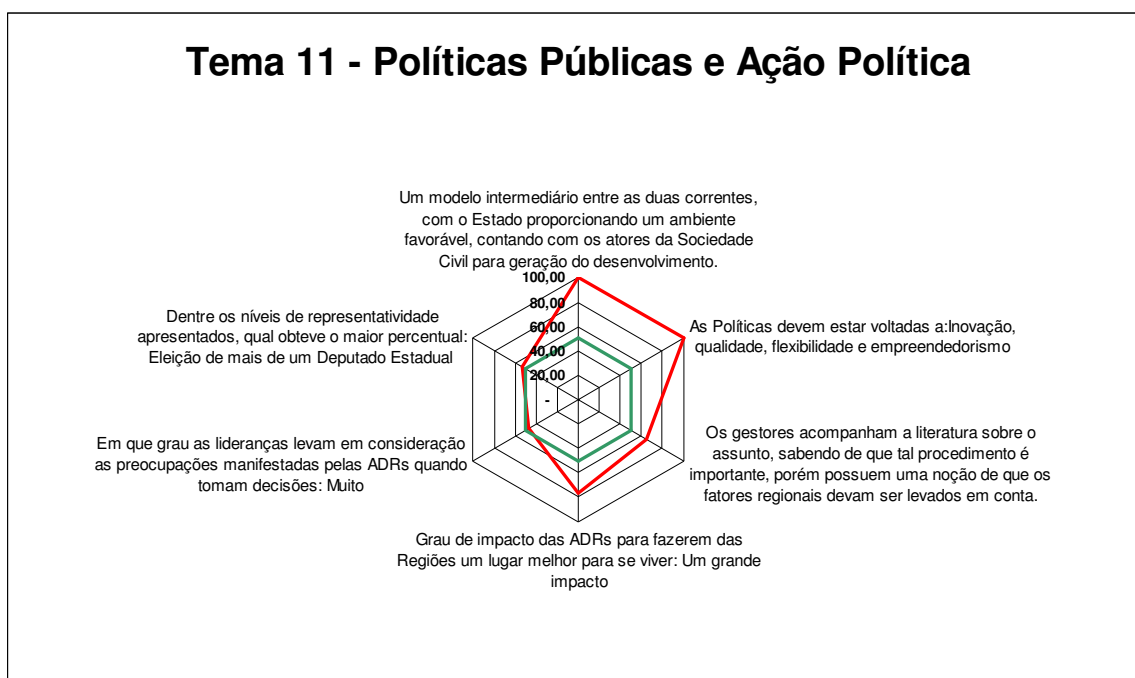 Tema 11 - Políticas Públicas e Ação Política
Um modelo intermediário entre as duas correntes,
com o Estado proporcionando um ambiente
favorável, contando com os atores da Sociedade
Civil para geração do desenvolvimento.
100,00
80,00
60,00
40,00
20,00
-
As Políticas devem estar voltadas a:Inovação,
qualidade, flexibilidade e empreendedorismo
Os gestores acompanham a literatura sobre o
assunto, sabendo de que tal procedimento é
importante, porém possuem uma noção de que os
fatores regionais devam ser levados em conta.
Grau de impacto das ADRs para fazerem das
Regiões um lugar melhor para se viver: Um grande
impacto
Em que grau as lideranças levam em consideração
as preocupações manifestadas pelas ADRs quando
tomam decisões: Muito
Dentre os níveis de representatividade
apresentados, qual obteve o maior percentual:
Eleição de mais de um Deputado Estadual